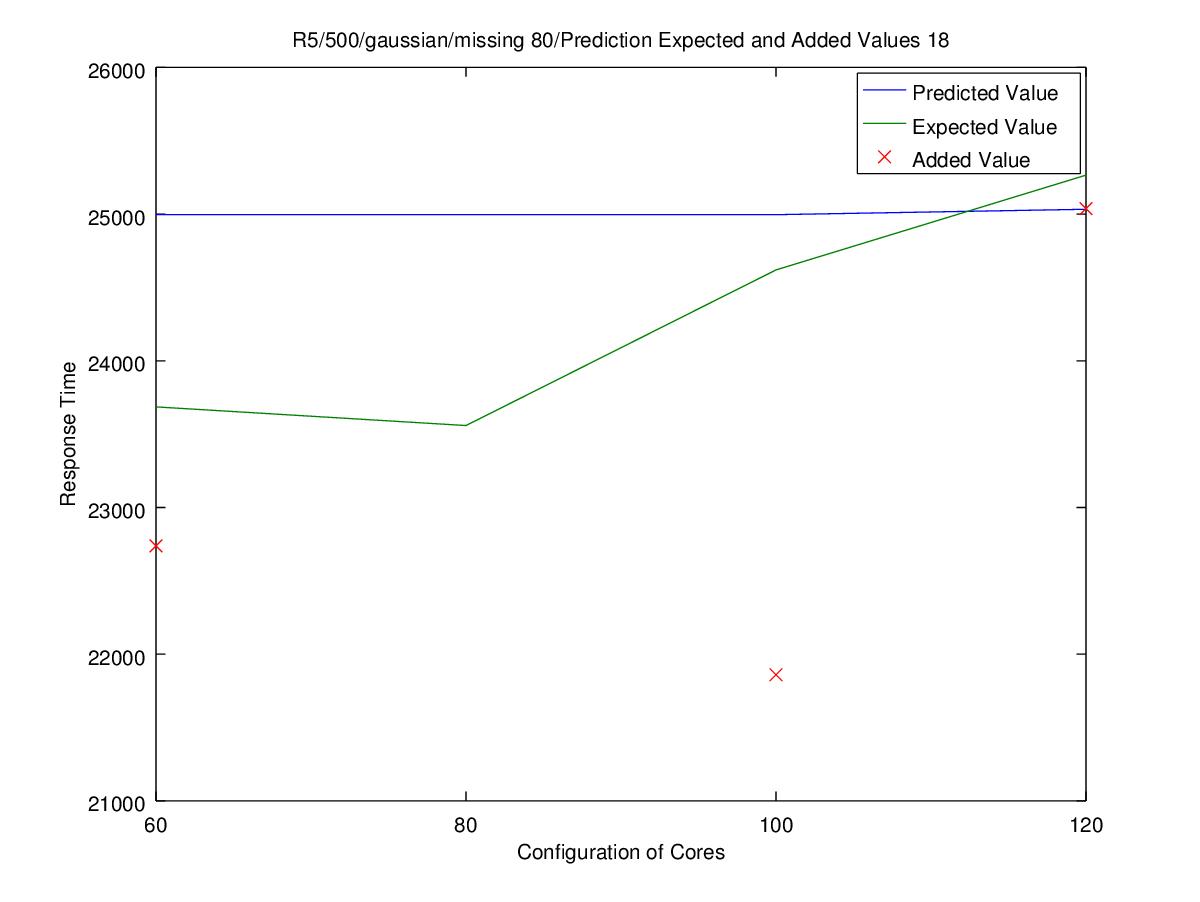 R5/500/gaussian/missing 80/Prediction Expected and Added Values 18
26000
25000
24000
23000
22000
21000
Response Time
60
80
100
120
Configuration of Cores
Predicted Value
Expected Value
Added Value